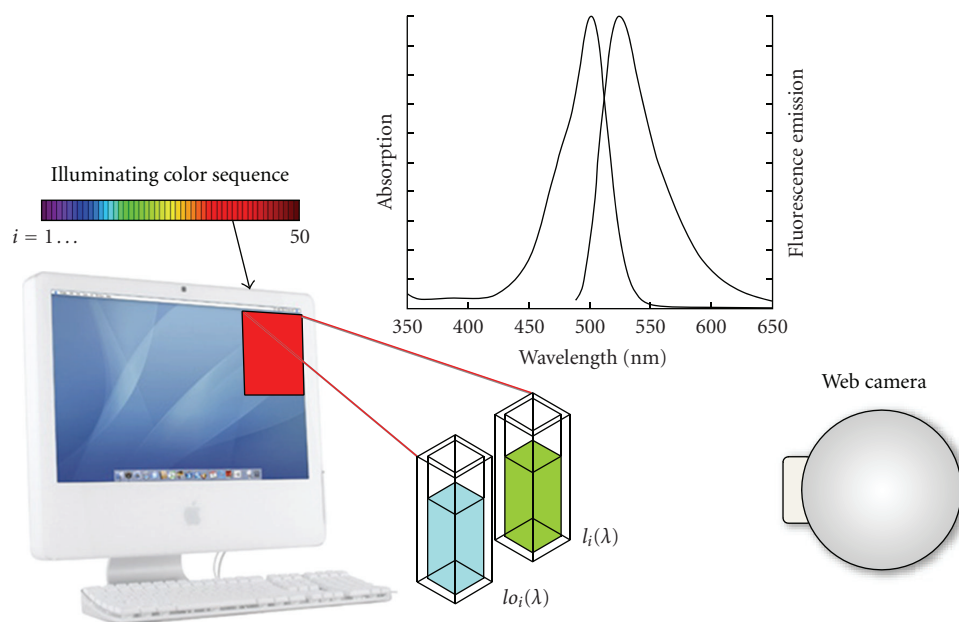 Illuminating color sequence
i = 1 . . .
50
Absorption
Fluorescence emission
350 400 450 500 550 600 650
Wavelength (nm)
Web camera
l_i(λ)
lo_i(λ)